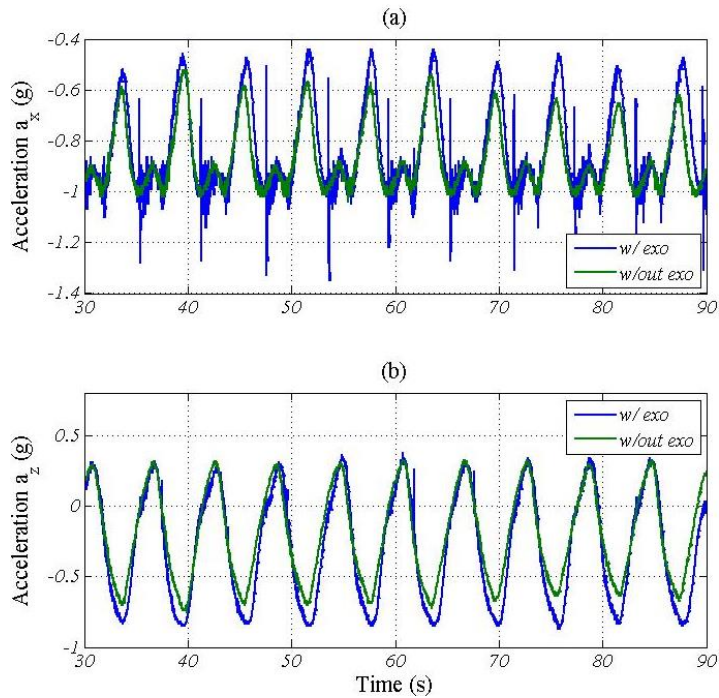 (a)
-0.4
-0.6
-0.8
-1
-1.2
-1.4
Acceleration a_x (g)
w/ exo
w/out exo
30 40 50 60 70 80 90
(b)
0.5
0
-0.5
-1
Acceleration a_z (g)
w/ exo
w/out exo
30 40 50 60 70 80 90
Time (s)